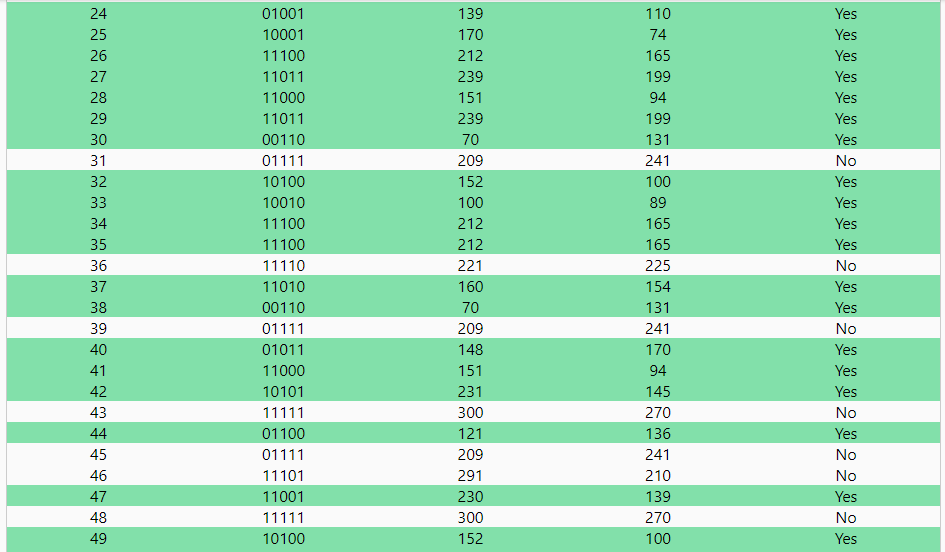 24 01001 139 110 Yes
25 10001 170 74 Yes
26 11100 212 165 Yes
27 11011 239 199 Yes
28 11000 151 94 Yes
29 11011 239 199 Yes
30 00110 70 131 Yes
31 01111 209 241 No
32 10100 152 100 Yes
33 10010 100 89 Yes
34 11100 212 165 Yes
35 11100 212 165 Yes
36 11110 221 225 No
37 11010 160 154 Yes
38 00110 70 131 Yes
39 01111 209 241 No
40 01011 148 170 Yes
41 11000 151 94 Yes
42 10101 231 145 Yes
43 11111 300 270 No
44 01100 121 136 Yes
45 01111 209 241 No
46 11101 291 210 No
47 11001 230 139 Yes
48 11111 300 270 No
49 10100 152 100 Yes